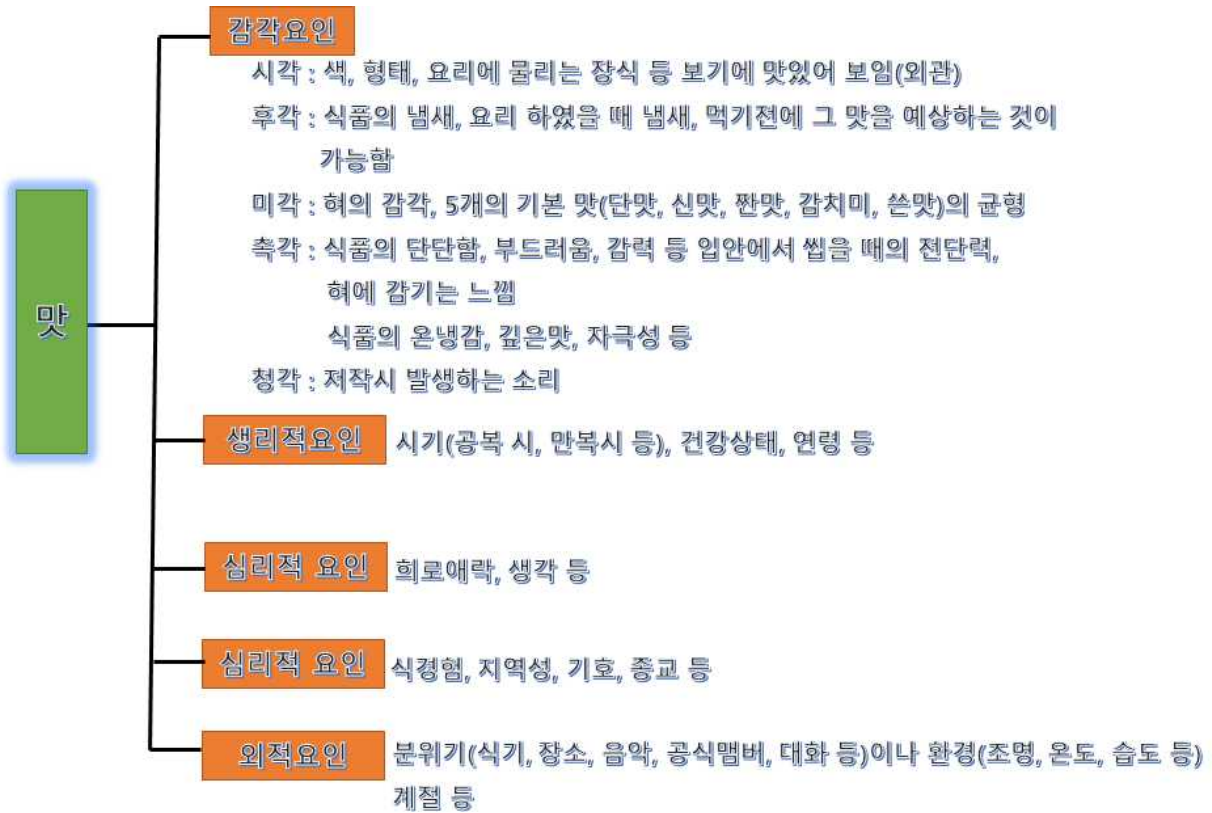 감각요인
시각 : 색, 형태, 요리에 물리는 장식 등 보기에 맛있어 보임(외관)
후각 : 식품의 냄새, 요리 하였을 때 냄새, 먹기전에 그 맛을 예상하는 것이
가능함
미각 : 혀의 감각, 5개의 기본 맛(단맛, 신맛, 짠맛, 감치미, 쓴맛)의 균형
촉각 : 식품의 단단함, 부드러움, 감력 등 입안에서 씹을 때의 전단력,
혀에 감기는 느낌
식품의 온냉감, 깊은맛, 자극성 등
청각 : 저작시 발생하는 소리
맛
생리적요인 시기(공복 시, 만복시 등), 건강상태, 연령 등
심리적 요인 희로애락, 생각 등
심리적 요인 식경험, 지역성, 기호, 종교 등
외적요인 분위기(식기, 장소, 음악, 공식맴버, 대화 등)이나 환경(조명, 온도, 습도 등)
계절 등